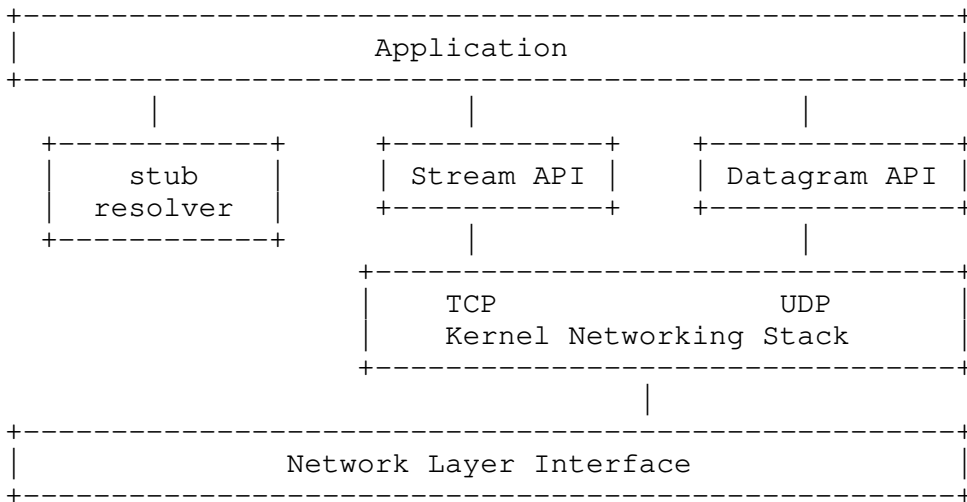 Application
stub Stream API Datagram API
resolver
TCP UDP
Kernel Networking Stack
Network Layer Interface